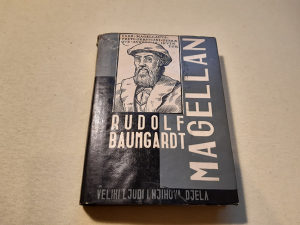 RUDOLF
BAUMGARDT
MAGELLAN
VELIKI LJUDI I NJIHOVA DJELA